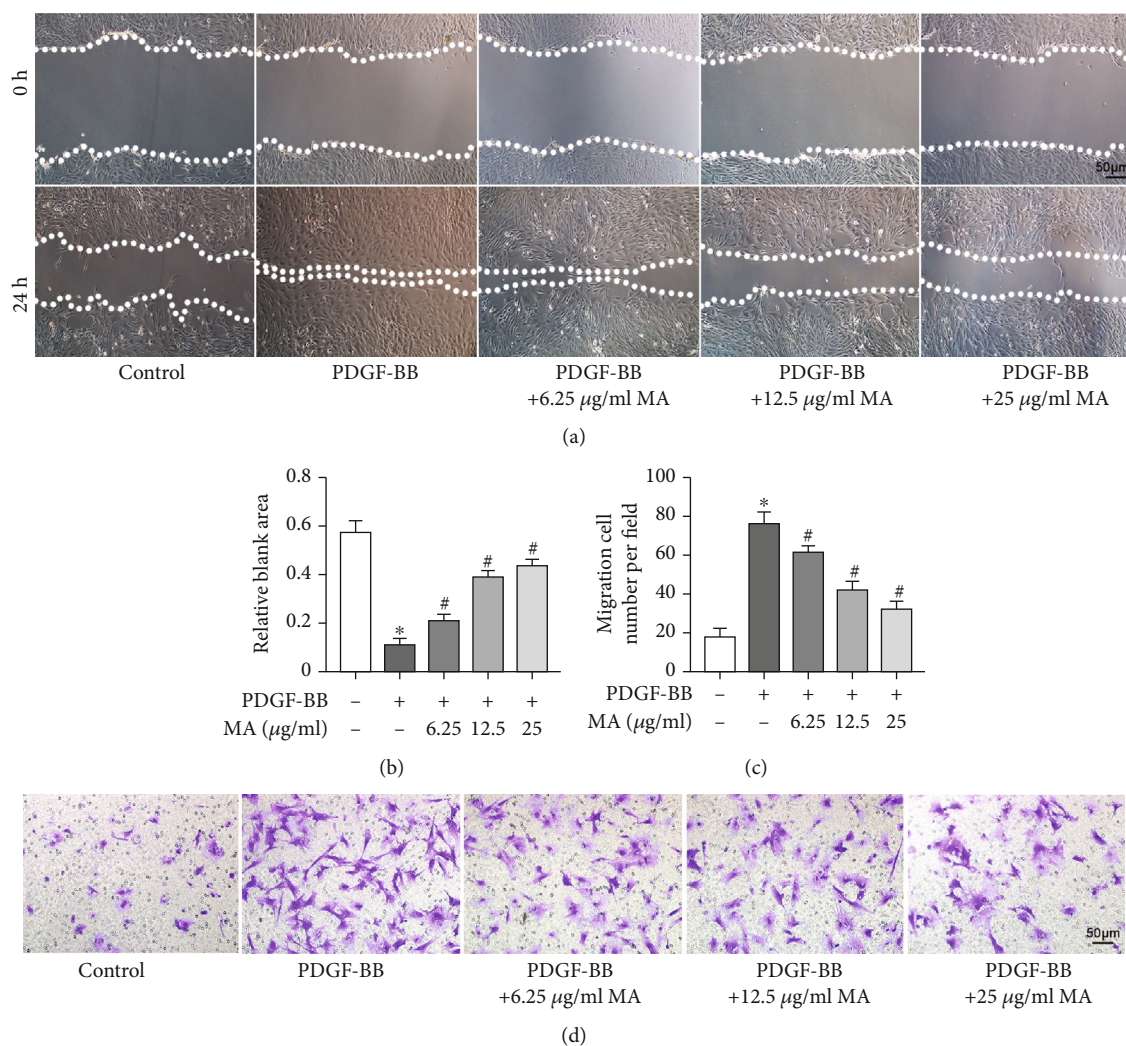 0 h
50μm
24 h
Control
PDGF-BB
PDGF-BB
+6.25 μg/ml MA
PDGF-BB
+12.5 μg/ml MA
PDGF-BB
+25 μg/ml MA
(a)
Relative blank area
0.8
0.6
0.4
0.2
0
*
#
#
#
PDGF-BB – + + + +
MA (μg/ml) – – 6.25 12.5 25
(b)
Migration cell
number per field
100
80
60
40
20
0
*
#
#
#
PDGF-BB – + + + +
MA (μg/ml) – – 6.25 12.5 25
(c)
50μm
Control
PDGF-BB
PDGF-BB
+6.25 μg/ml MA
PDGF-BB
+12.5 μg/ml MA
PDGF-BB
+25 μg/ml MA
(d)